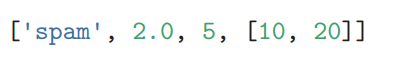 ['spam', 2.0, 5, [10, 20]]